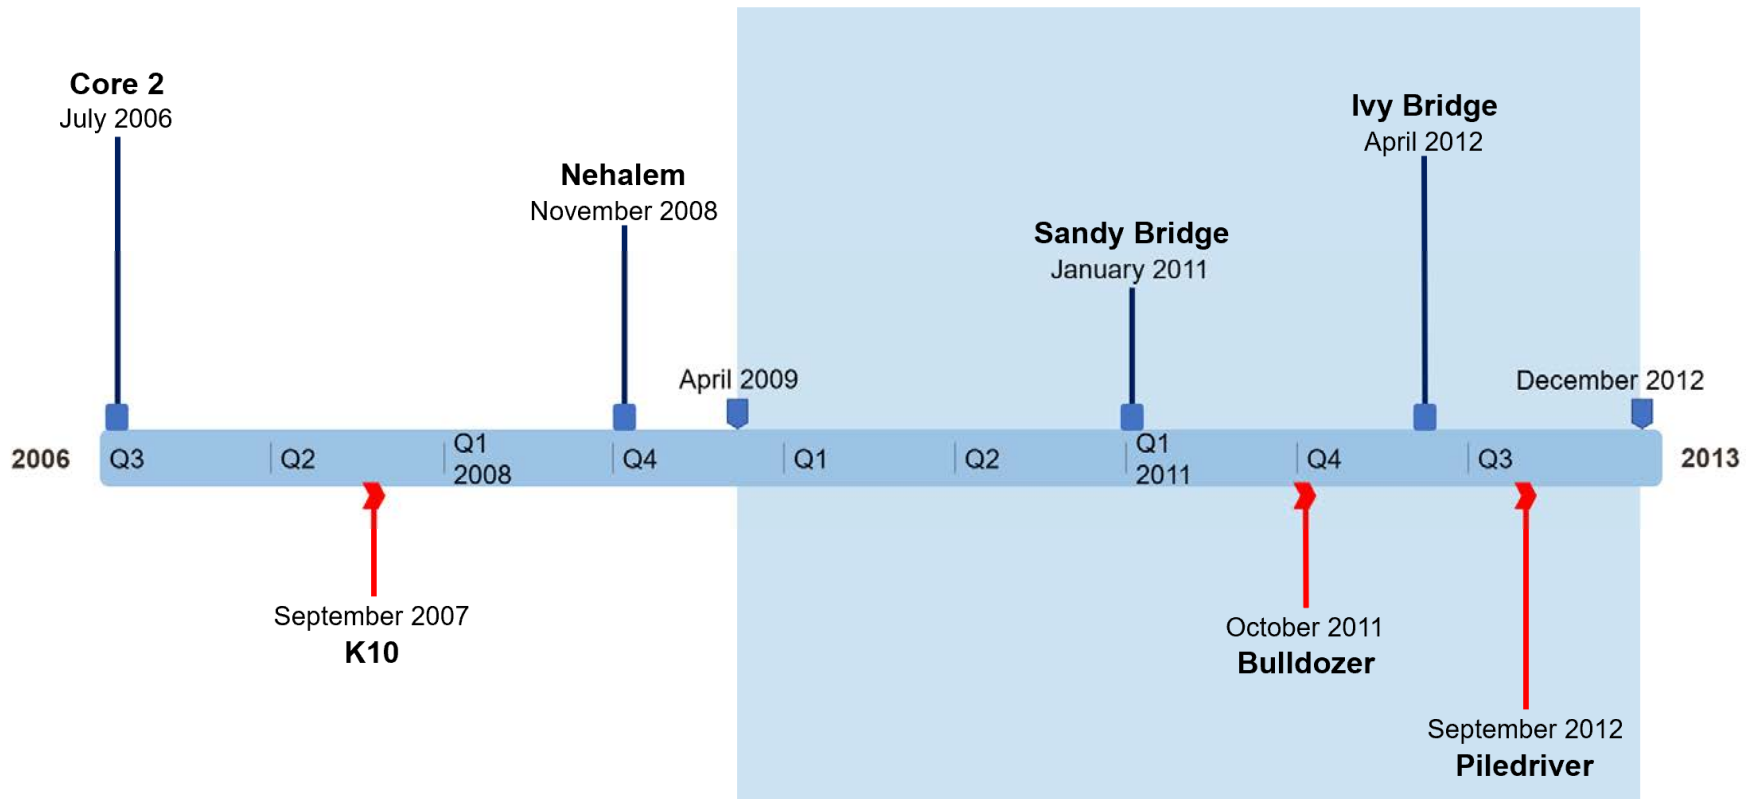 Core 2
July 2006
Nehalem
November 2008
Sandy Bridge
January 2011
Ivy Bridge
April 2012
April 2009
December 2012
2006
Q3
Q2
Q1
2008
Q4
Q1
Q2
Q1
2011
Q4
Q3
2013
September 2007
K10
October 2011
Bulldozer
September 2012
Piledriver